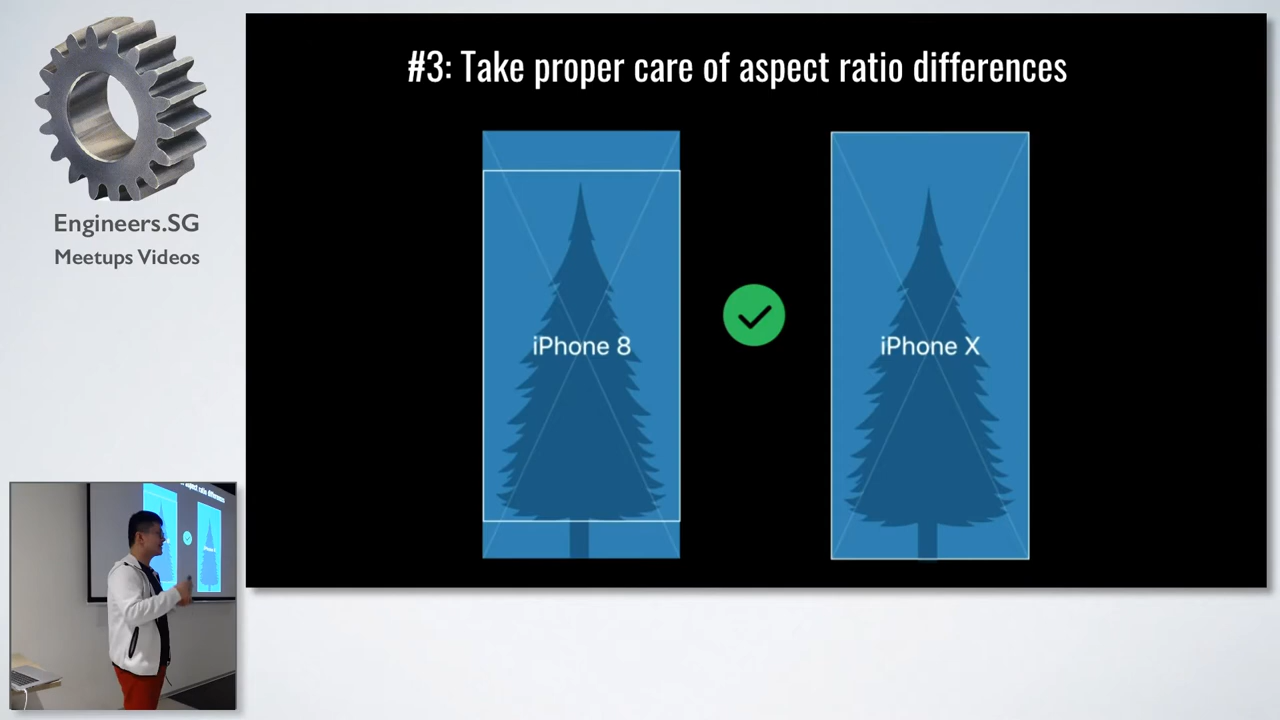 #3: Take proper care of aspect ratio differences
iPhone 8
iPhone X
Engineers.SG
Meetups Videos